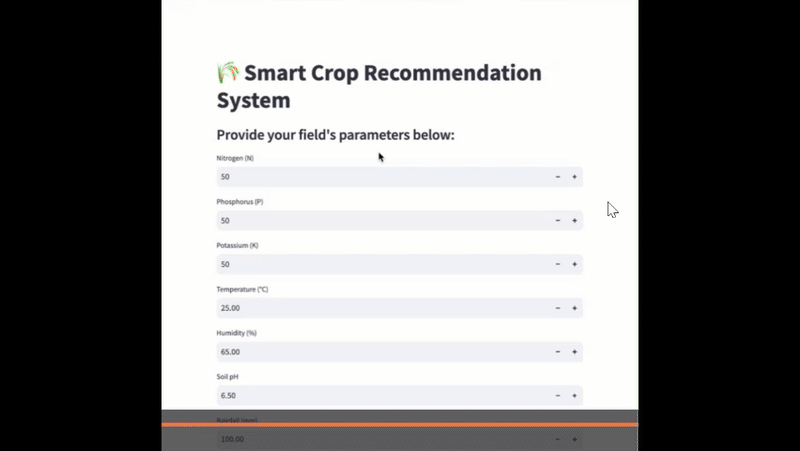 Smart Crop Recommendation
System
Provide your field's parameters below:
Nitrogen (N)
50
Phosphorus (P)
50
Potassium (K)
50
Temperature (°C)
25.00
Humidity (%)
65.00
Soil pH
6.50
Rainfall (mm)
100.00